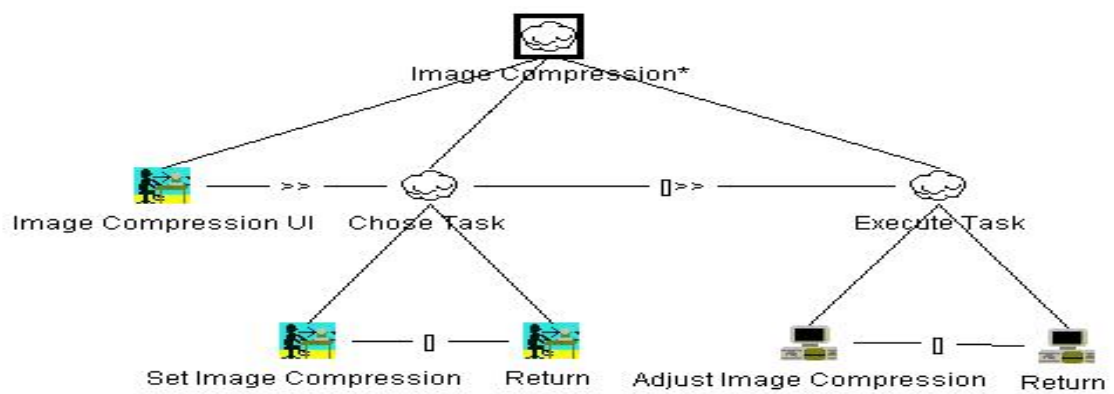 Image Compression*
>> []>>
Image Compression UI Chose Task Execute Task
[] []
Set Image Compression Return Adjust Image Compression Return